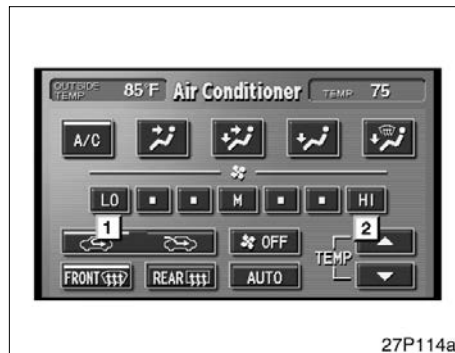 OUTSIDE TEMP 85°F Air Conditioner TEMP 75
A/C
LO M HI
1 2
OFF
TEMP
FRONT REAR AUTO
27P114a